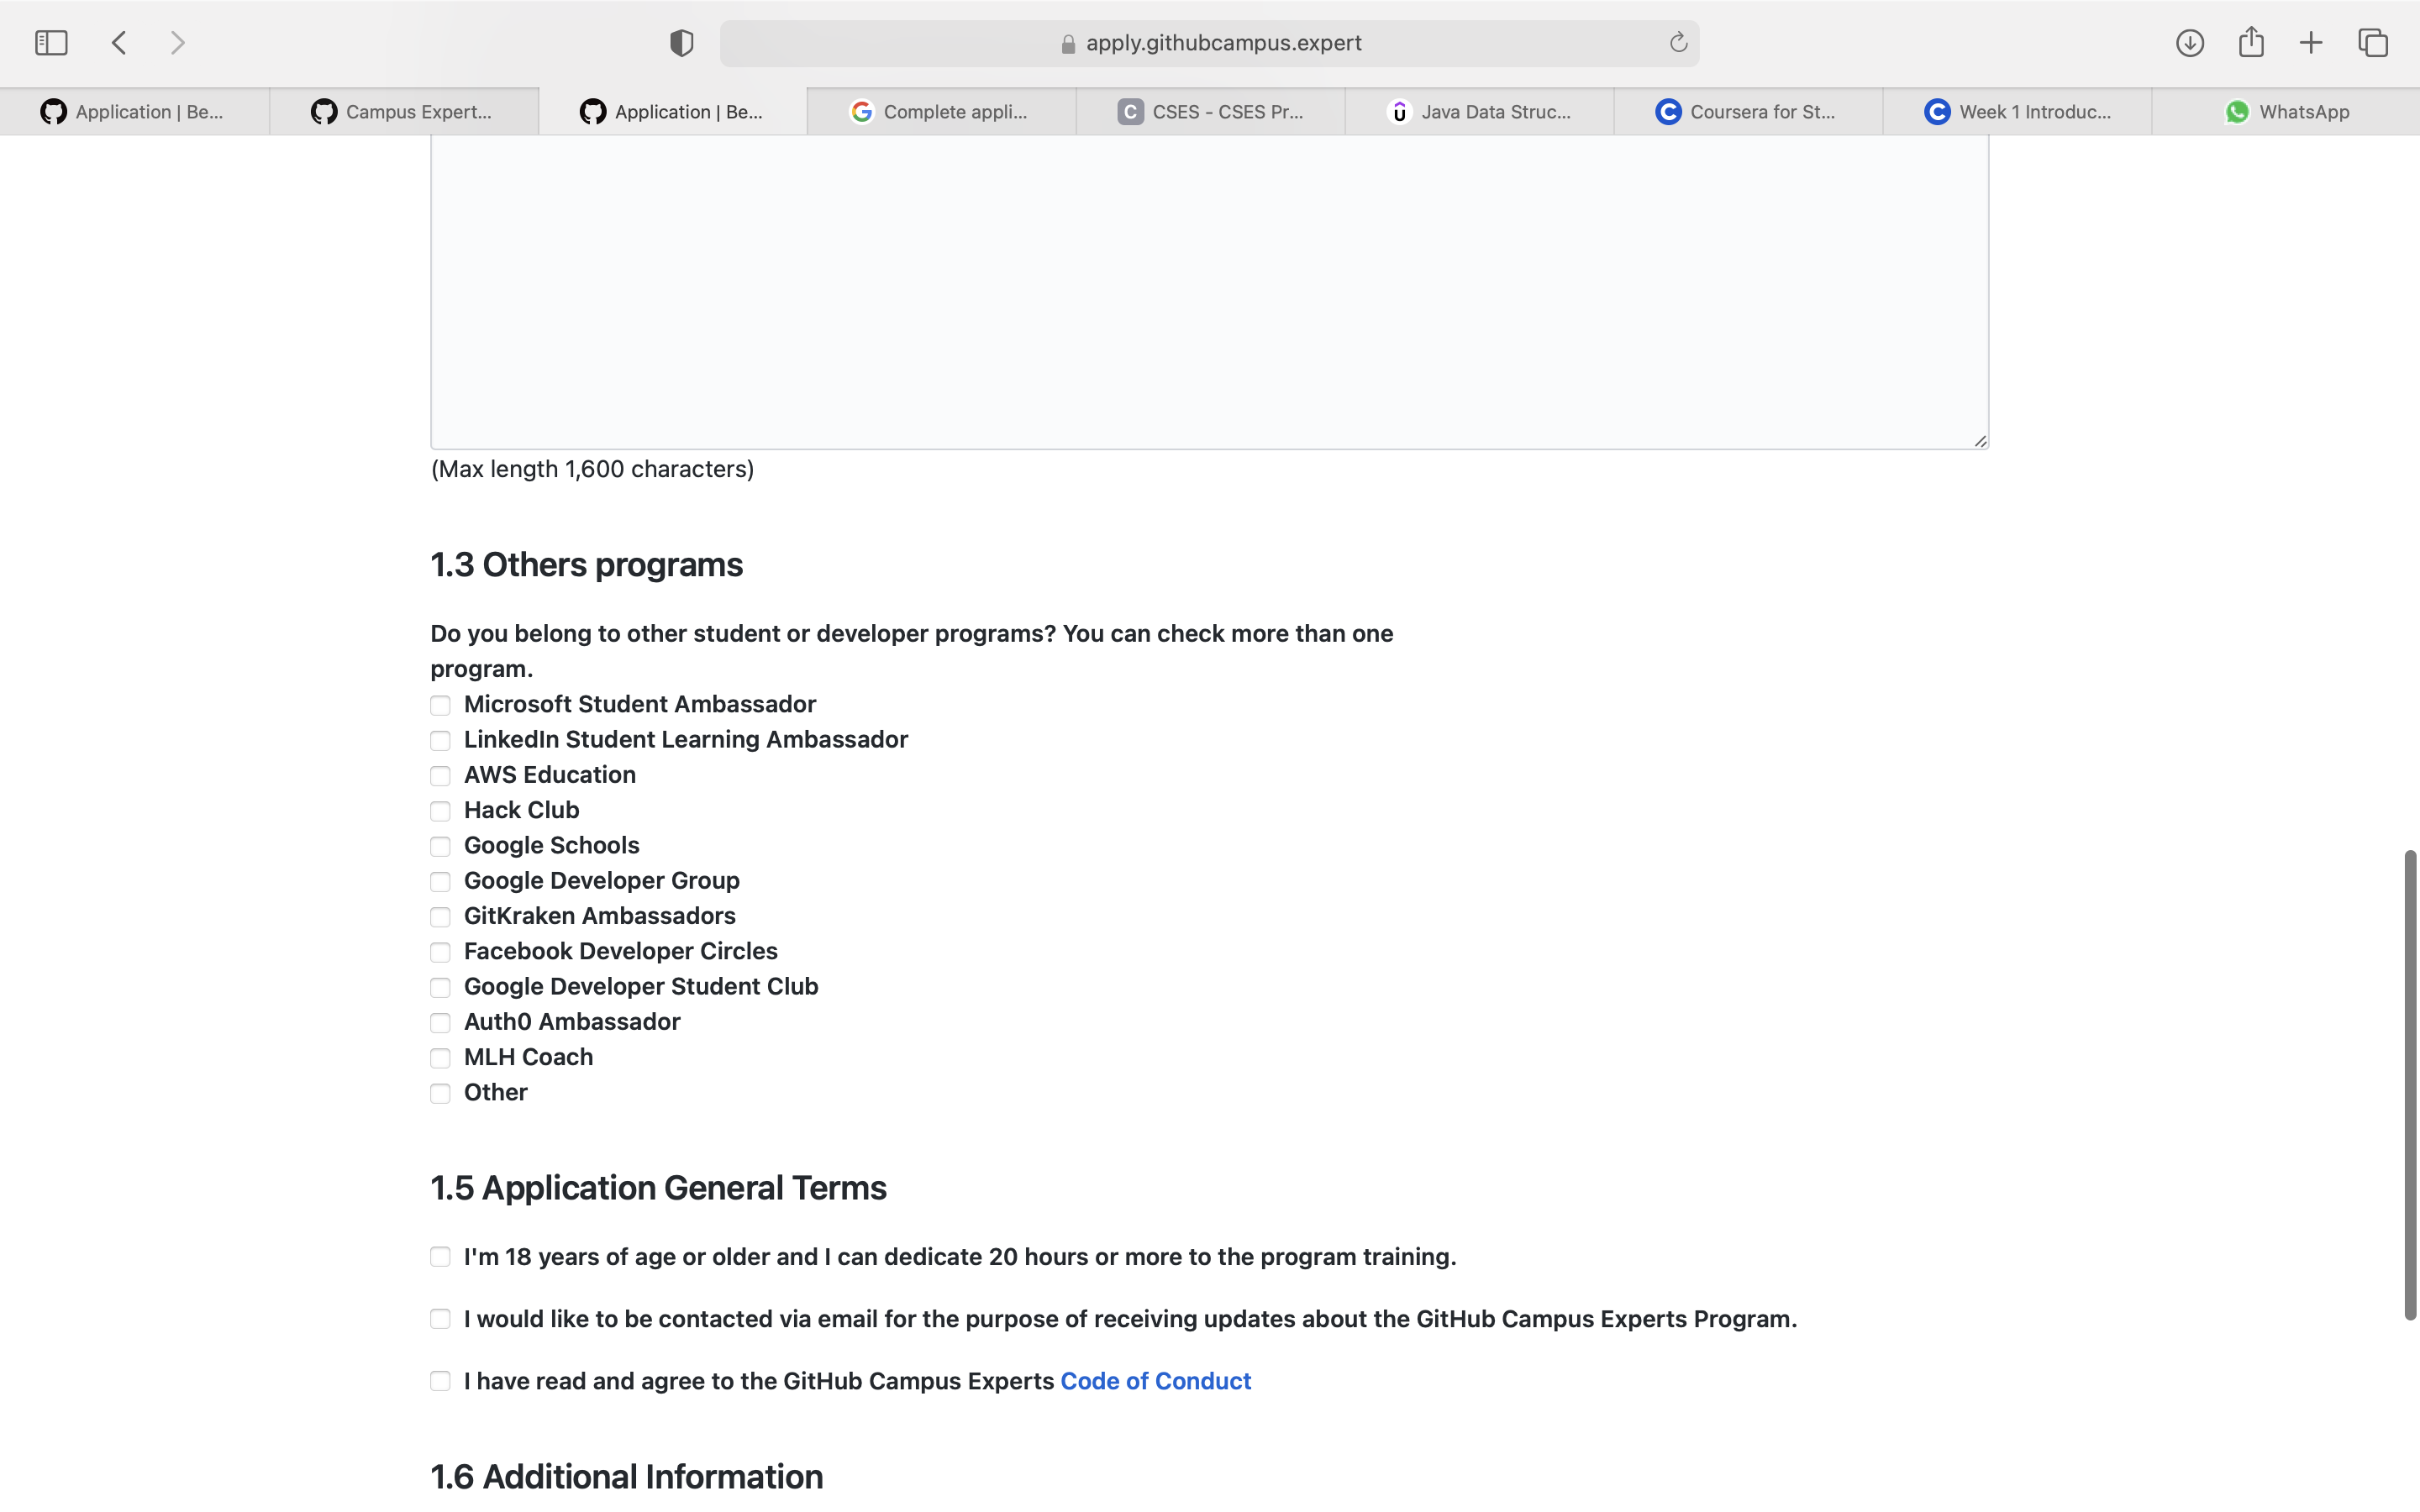 apply.githubcampus.expert
Application | Be...
Campus Expert...
Application | Be...
Complete appli...
C CSES - CSES Pr...
Java Data Struc...
Coursera for St...
Week 1 Introduc...
WhatsApp
(Max length 1,600 characters)
1.3 Others programs
Do you belong to other student or developer programs? You can check more than one
program.
Microsoft Student Ambassador
LinkedIn Student Learning Ambassador
AWS Education
Hack Club
Google Schools
Google Developer Group
GitKraken Ambassadors
Facebook Developer Circles
Google Developer Student Club
Auth0 Ambassador
MLH Coach
Other
1.5 Application General Terms
I'm 18 years of age or older and I can dedicate 20 hours or more to the program training.
I would like to be contacted via email for the purpose of receiving updates about the GitHub Campus Experts Program.
I have read and agree to the GitHub Campus Experts Code of Conduct
1.6 Additional Information